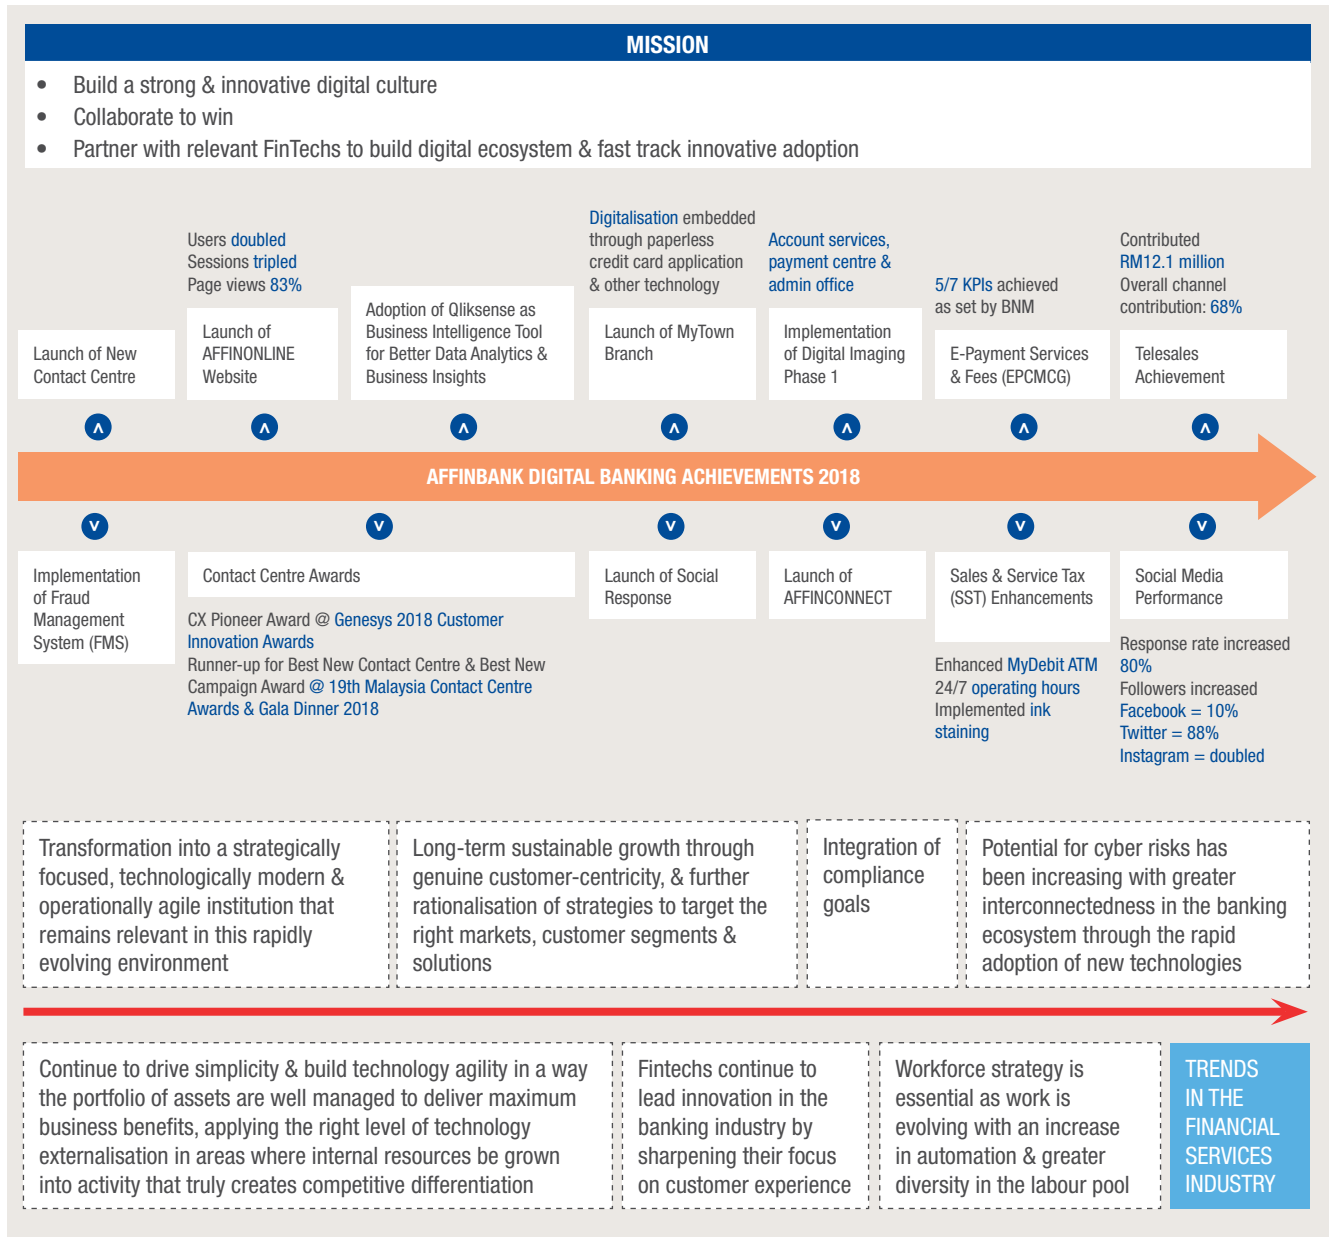 MISSION
• Build a strong & innovative digital culture
• Collaborate to win
• Partner with relevant FinTechs to build digital ecosystem & fast track innovative adoption
Launch of New
Contact Centre
Users doubled
Sessions tripled
Page views 83%
Launch of
AFFINONLINE
Website
Adoption of Qliksense as
Business Intelligence Tool
for Better Data Analytics &
Business Insights
Digitalisation embedded
through paperless
credit card application
& other technology
Launch of MyTown
Branch
Account services,
payment centre &
admin office
Implementation
of Digital Imaging
Phase 1
5/7 KPIs achieved
as set by BNM
E-Payment Services
& Fees (EPCMCG)
Contributed
RM12.1 million
Overall channel
contribution: 68%
Telesales
Achievement
AFFINBANK DIGITAL BANKING ACHIEVEMENTS 2018
Implementation
of Fraud
Management
System (FMS)
Contact Centre Awards
CX Pioneer Award @ Genesys 2018 Customer
Innovation Awards
Runner-up for Best New Contact Centre & Best New
Campaign Award @ 19th Malaysia Contact Centre
Awards & Gala Dinner 2018
Launch of Social
Response
Launch of
AFFINCONNECT
Sales & Service Tax
(SST) Enhancements
Enhanced MyDebit ATM
24/7 operating hours
Implemented ink
staining
Social Media
Performance
Response rate increased
80%
Followers increased
Facebook = 10%
Twitter = 88%
Instagram = doubled
Transformation into a strategically
focused, technologically modern &
operationally agile institution that
remains relevant in this rapidly
evolving environment
Long-term sustainable growth through
genuine customer-centricity, & further
rationalisation of strategies to target the
right markets, customer segments &
solutions
Integration of
compliance
goals
Potential for cyber risks has
been increasing with greater
interconnectedness in the banking
ecosystem through the rapid
adoption of new technologies
Continue to drive simplicity & build technology agility in a way
the portfolio of assets are well managed to deliver maximum
business benefits, applying the right level of technology
externalisation in areas where internal resources be grown
into activity that truly creates competitive differentiation
Fintechs continue to
lead innovation in the
banking industry by
sharpening their focus
on customer experience
Workforce strategy is
essential as work is
evolving with an increase
in automation & greater
diversity in the labour pool
TRENDS
IN THE
FINANCIAL
SERVICES
INDUSTRY